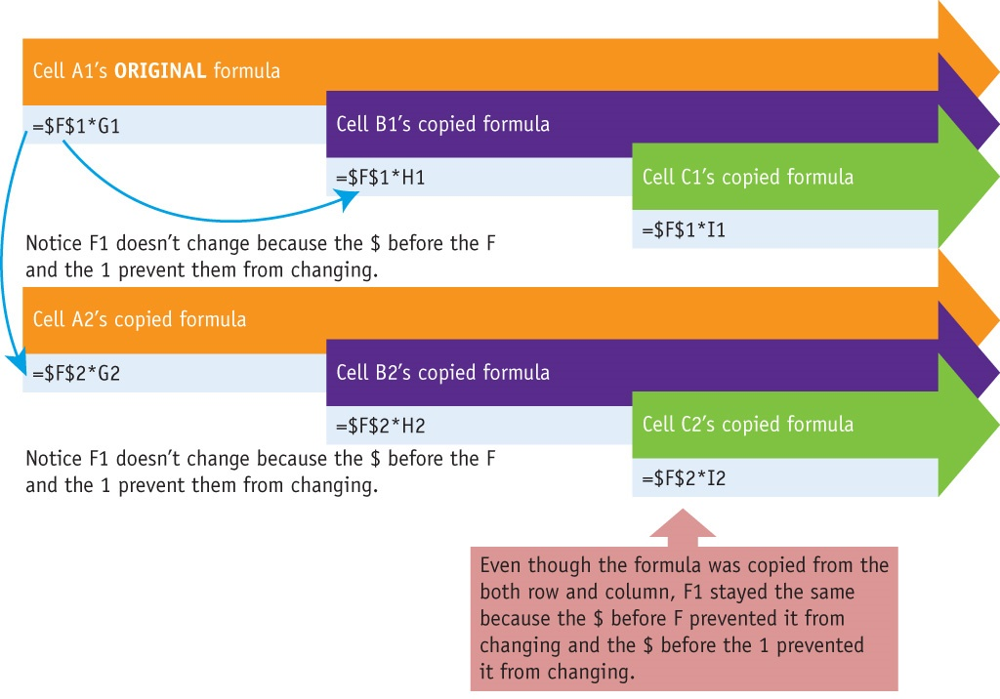 Cell A1’s ORIGINAL formula
=$F$1*G1
Cell B1’s copied formula
=$F$1*H1
Cell C1’s copied formula
=$F$1*I1
Notice F1 doesn’t change because the $ before the F
and the 1 prevent them from changing.
Cell A2’s copied formula
=$F$2*G2
Cell B2’s copied formula
=$F$2*H2
Cell C2’s copied formula
=$F$2*I2
Notice F1 doesn’t change because the $ before the F
and the 1 prevent them from changing.
Even though the formula was copied from the
both row and column, F1 stayed the same
because the $ before F prevented it from
changing and the $ before the 1 prevented
it from changing.